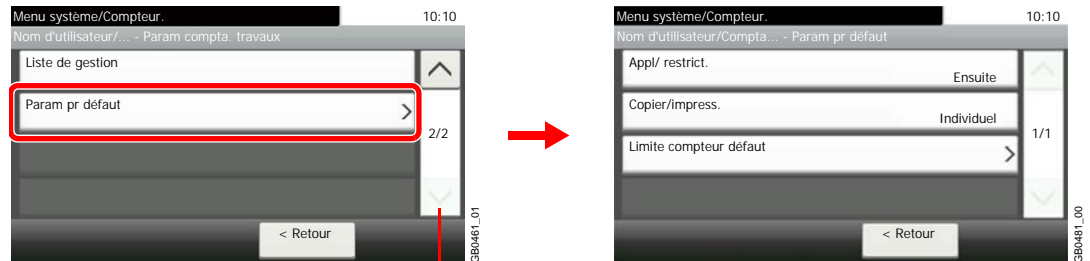 Menu système/Compteur.
10:10
Nom d'utilisateur/... - Param compta. travaux
Liste de gestion
Param pr défaut
2/2
< Retour
GB0461_01
Menu système/Compteur.
10:10
Nom d'utilisateur/Compta... - Param pr défaut
Appl/ restrict.
Ensuite
Copier/impress.
Individuel
1/1
Limite compteur défaut
< Retour
GB0481_00